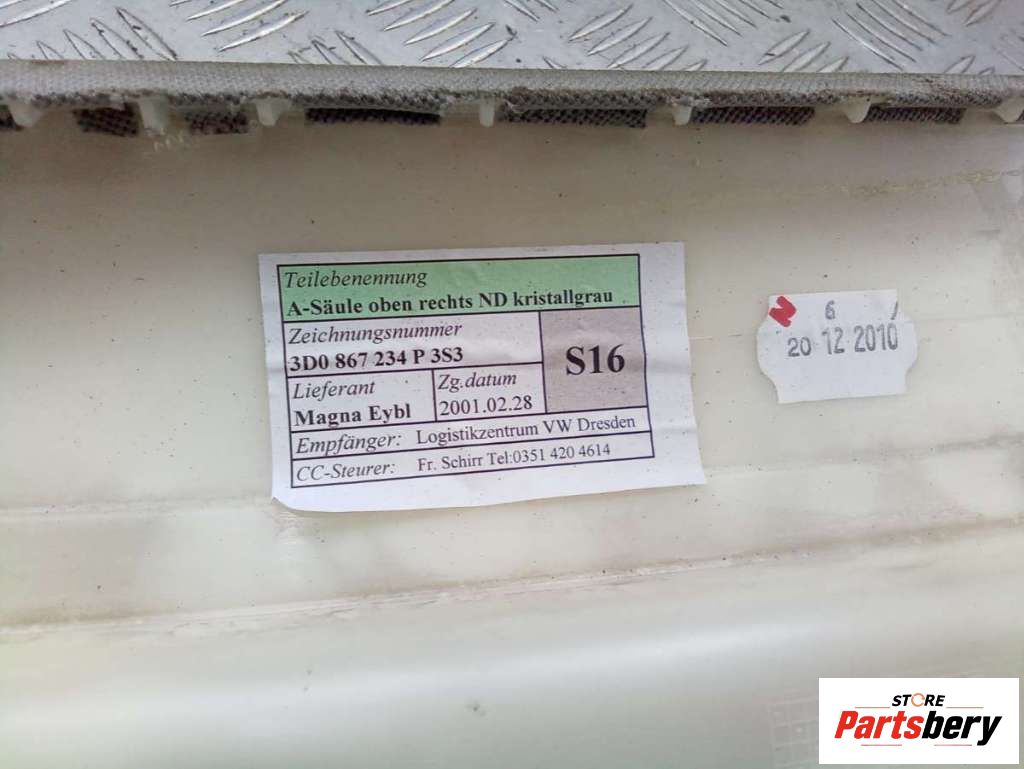 Teilebenennung
A-Säule oben rechts ND kristallgrau
Zeichnungsnummer
3D0 867 234 P 3S3
S16
Lieferant
Magna Eybl
Zg.datum
2001.02.28
Empfänger: Logistikzentrum VW Dresden
CC-Steurer: Fr. Schirr Tel:0351 420 4614
N 6 /
20 12 2010
STORE
Partsbery